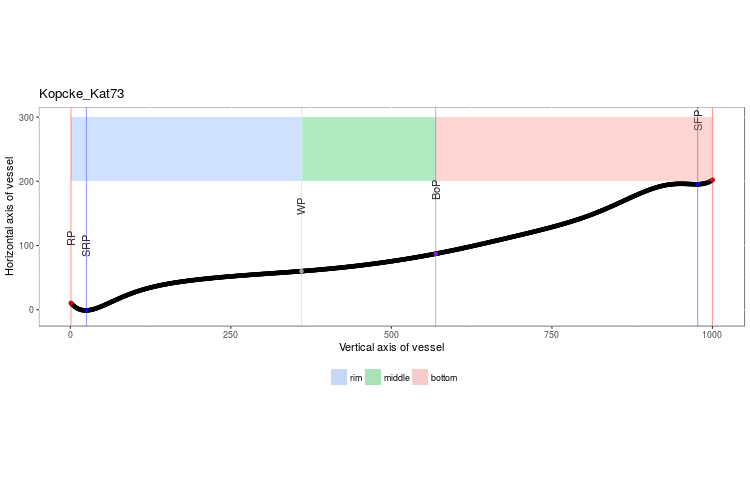 Kopcke_Kat73
Horizontal axis of vessel
300
200
100
0
RP
SRP
WP
BoP
SFP
0 250 500 750 1000
Vertical axis of vessel
rim middle bottom